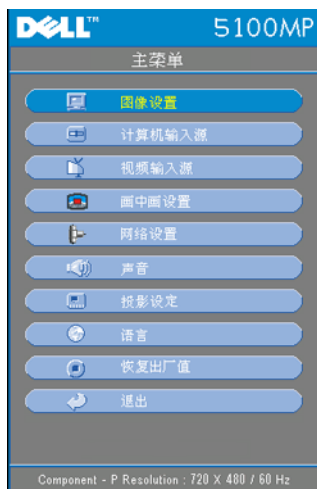 DELL™ 5100MP
主菜单
图像设置
计算机输入源
视频输入源
画中画设置
网络设置
声音
投影设定
语言
恢复出厂值
退出
Component - P Resolution : 720 X 480 / 60 Hz